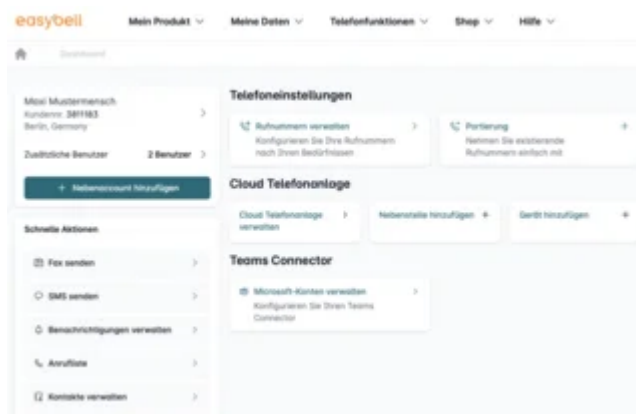 easybell
Mein Produkt
Meine Daten
Telefonfunktionen
Shop
Hilfe
Dashboard
Maxi Mustermensch
Kundennr. 3811183
Berlin, Germany
Zusätzliche Benutzer 2 Benutzer
+ Nebenaccount hinzufügen
Schnelle Aktionen
Fax senden
SMS senden
Benachrichtigungen verwalten
Anrufliste
Kontakte verwalten
Telefoneinstellungen
Rufnummern verwalten
Konfigurieren Sie Ihre Rufnummern
nach Ihren Bedürfnissen
Portierung
Nehmen Sie existierende
Rufnummern einfach mit
Cloud Telefonanlage
Cloud Telefonanlage
verwalten
Nebenstelle hinzufügen +
Gerät hinzufügen +
Teams Connector
Microsoft-Konten verwalten
Konfigurieren Sie Ihren Teams
Connector